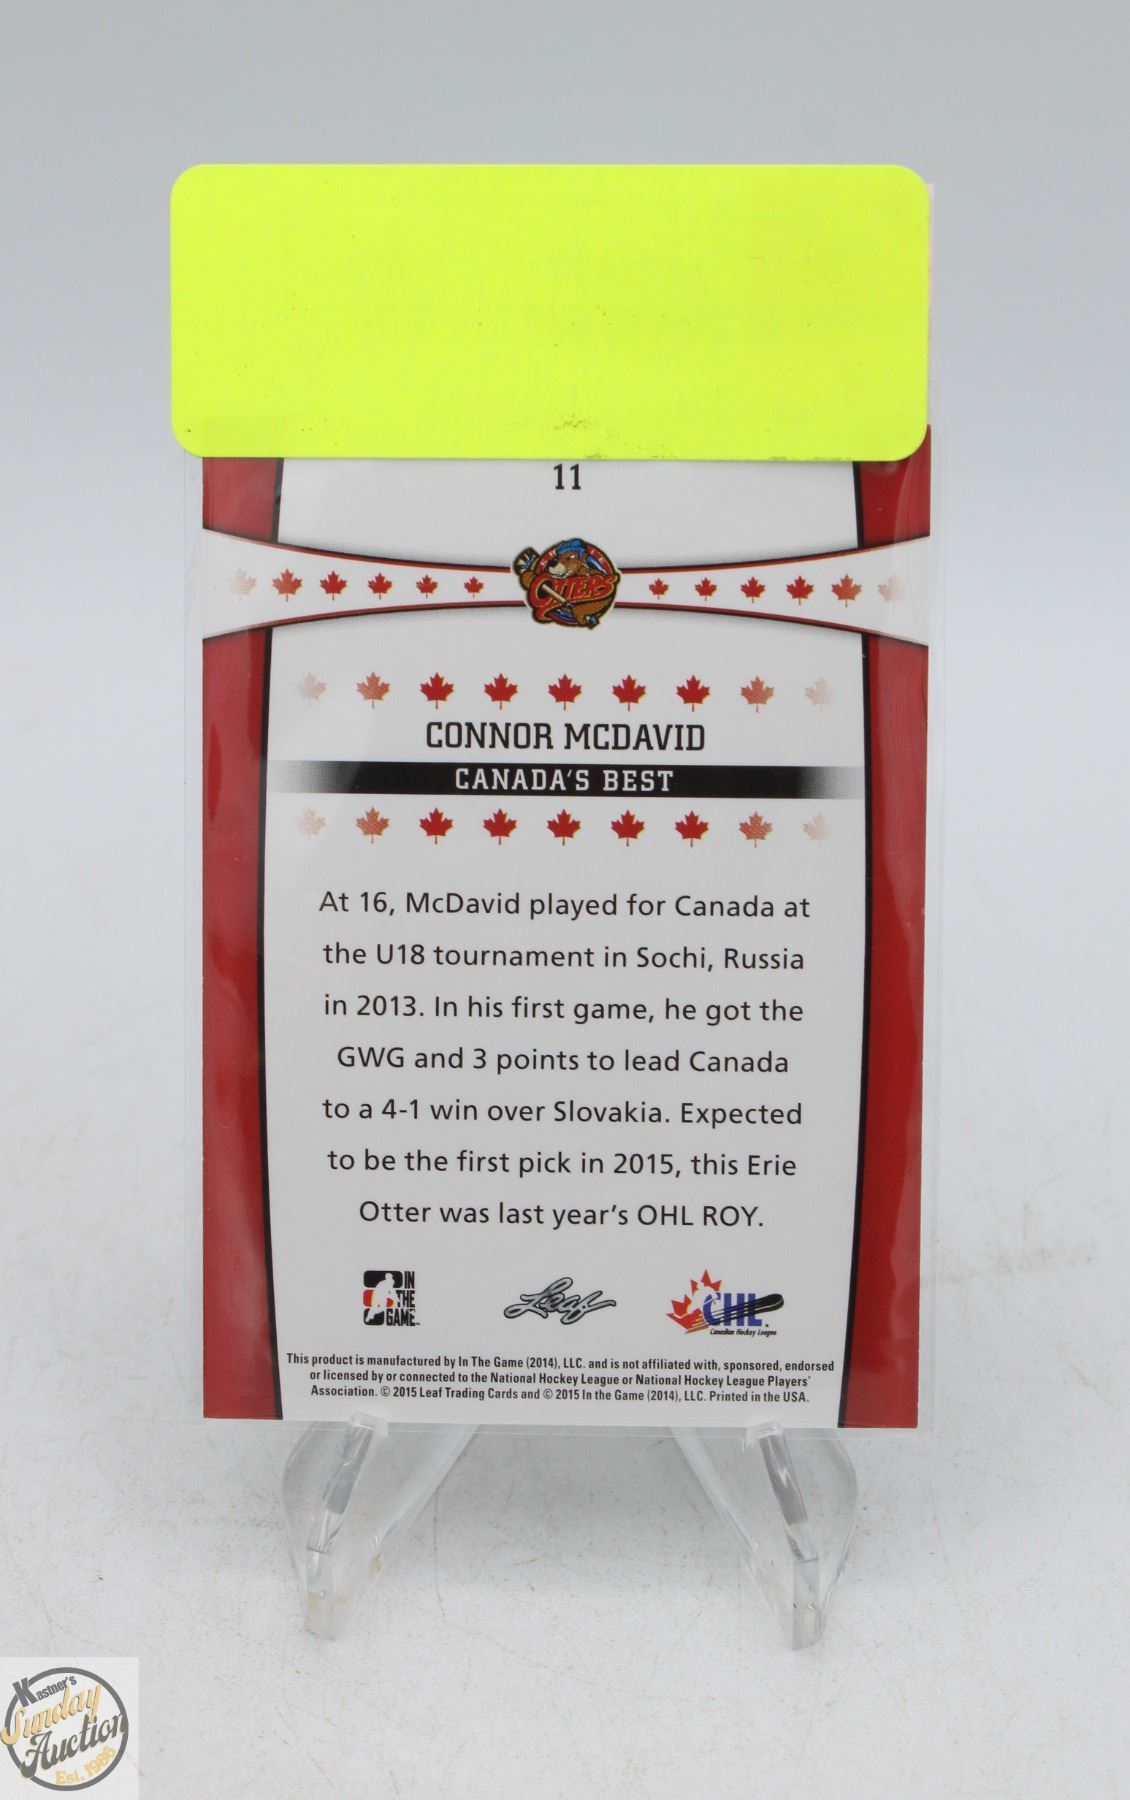 11
OTTERS
CONNOR MCDAVID
CANADA'S BEST
At 16, McDavid played for Canada at
the U18 tournament in Sochi, Russia
in 2013. In his first game, he got the
GWG and 3 points to lead Canada
to a 4-1 win over Slovakia. Expected
to be the first pick in 2015, this Erie
Otter was last year's OHL ROY.
IN
THE
GAME
Leaf
CHL
Canadian Hockey League
This product is manufactured by In The Game (2014), LLC. and is not affiliated with, sponsored, endorsed
or licensed by or connected to the National Hockey League or National Hockey League Players'
Association. © 2015 Leaf Trading Cards and © 2015 In the Game (2014), LLC. Printed in the USA.
Kastner's
Sunday
Auction
Est. 1986